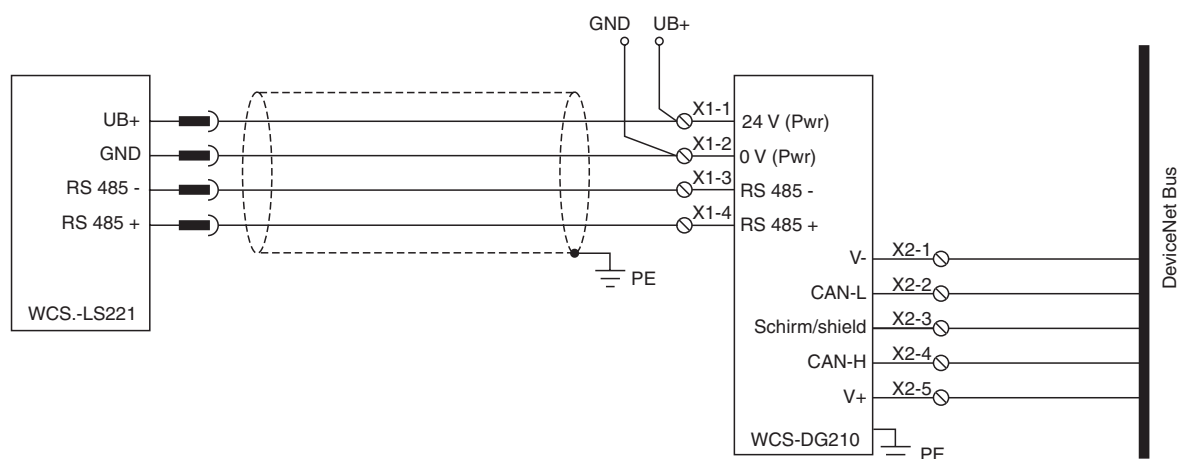 GND UB+
UB+
GND
RS 485 -
RS 485 +
WCS.-LS221
PE
X1-1
X1-2
X1-3
X1-4
24 V (Pwr)
0 V (Pwr)
RS 485 -
RS 485 +
V-
CAN-L
Schirm/shield
CAN-H
V+
X2-1
X2-2
X2-3
X2-4
X2-5
WCS-DG210
PE
DeviceNet Bus